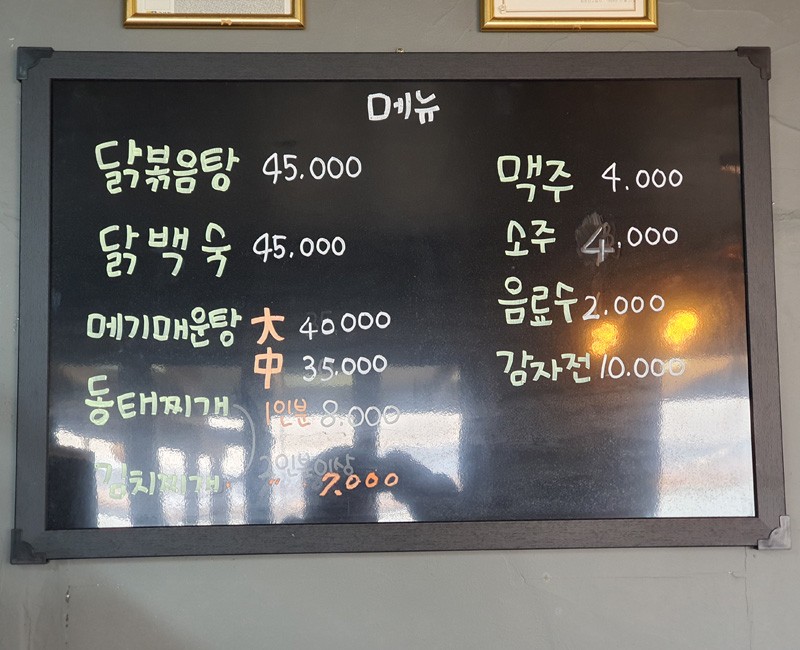 메뉴
닭볶음탕 45.000
닭백숙 45.000
메기매운탕 大 40000
中 35.000
동태찌개 1인분 8.000
2인분이상
김치찌개 〃 7.000
맥주 4.000
소주 4.000
음료수 2.000
감자전 10.000